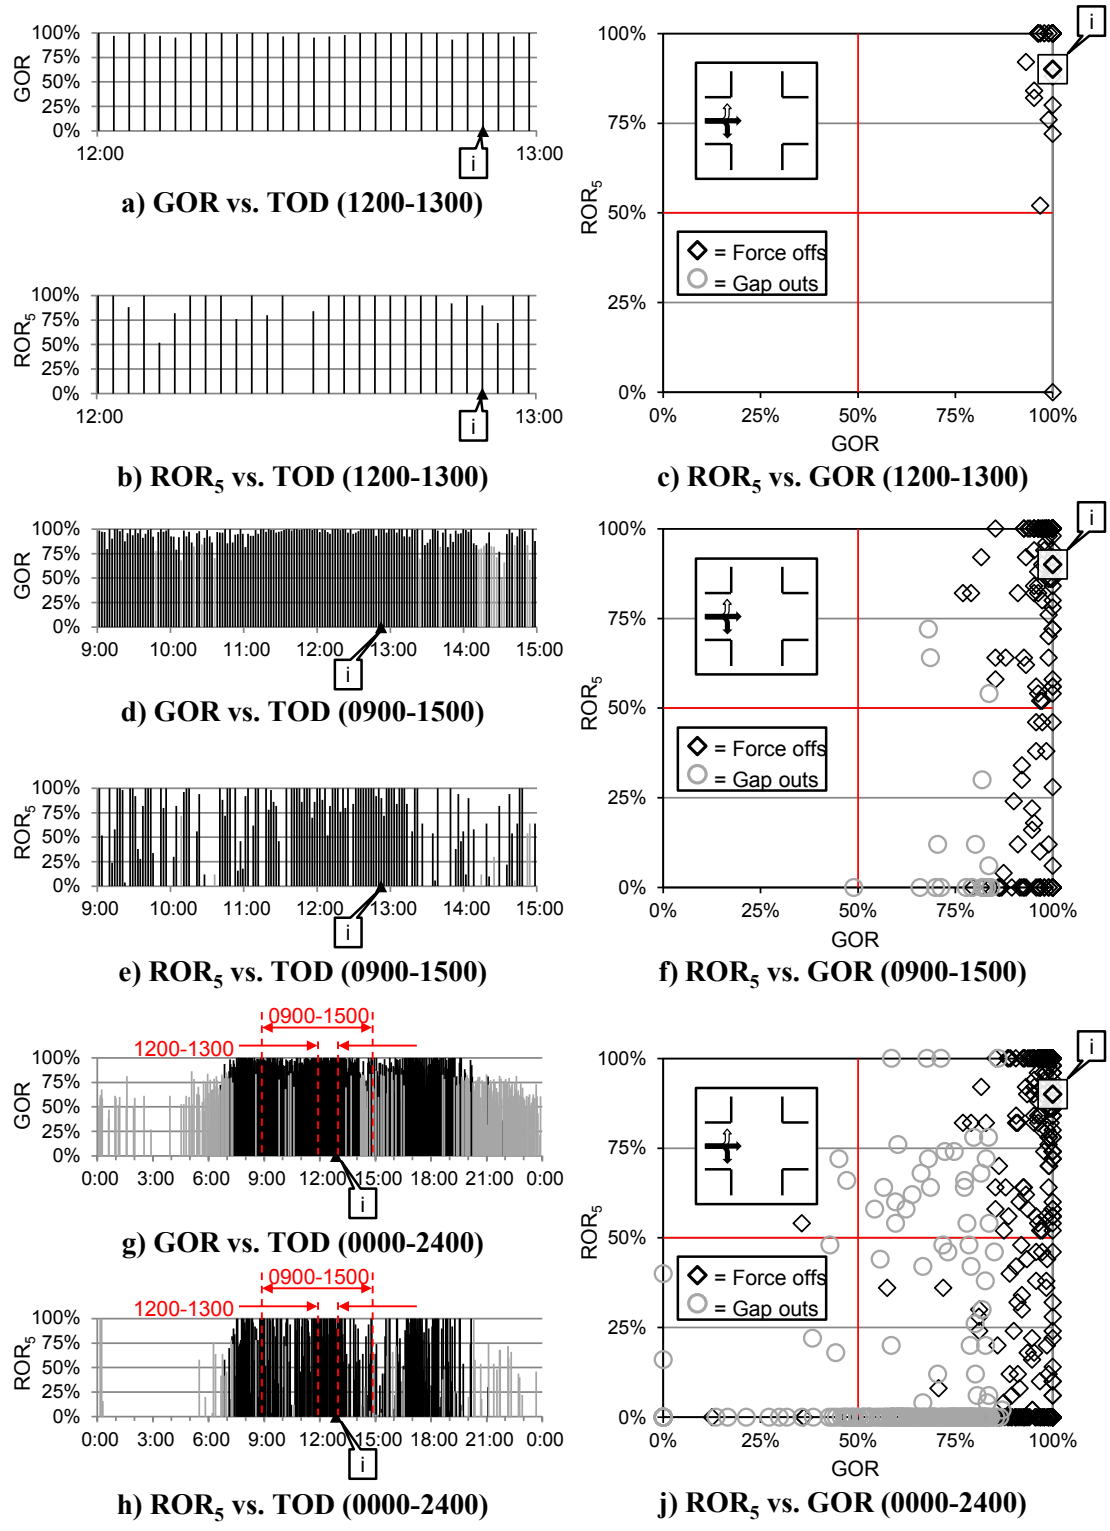 100%
75%
50%
25%
0%
GOR
12:00
13:00
i
a) GOR vs. TOD (1200-1300)
100%
75%
50%
25%
0%
ROR5
12:00
13:00
i
b) ROR5 vs. TOD (1200-1300)
i
100%
75%
50%
25%
0%
ROR5
= Force offs
= Gap outs
0% 25% 50% 75% 100%
GOR
c) ROR5 vs. GOR (1200-1300)
100%
75%
50%
25%
0%
GOR
9:00 10:00 11:00 12:00 13:00 14:00 15:00
i
d) GOR vs. TOD (0900-1500)
100%
75%
50%
25%
0%
ROR5
9:00 10:00 11:00 12:00 13:00 14:00 15:00
i
e) ROR5 vs. TOD (0900-1500)
i
100%
75%
50%
25%
0%
ROR5
= Force offs
= Gap outs
0% 25% 50% 75% 100%
GOR
f) ROR5 vs. GOR (0900-1500)
0900-1500
1200-1300
100%
75%
50%
25%
0%
GOR
0:00 3:00 6:00 9:00 12:00 15:00 18:00 21:00 0:00
i
g) GOR vs. TOD (0000-2400)
0900-1500
1200-1300
100%
75%
50%
25%
0%
ROR5
0:00 3:00 6:00 9:00 12:00 15:00 18:00 21:00 0:00
i
h) ROR5 vs. TOD (0000-2400)
i
100%
75%
50%
25%
0%
ROR5
= Force offs
= Gap outs
0% 25% 50% 75% 100%
GOR
j) ROR5 vs. GOR (0000-2400)